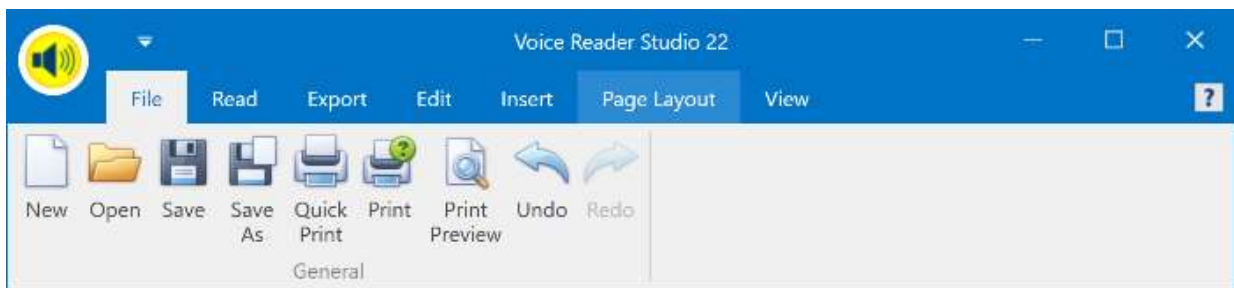 Voice Reader Studio 22
File Read Export Edit Insert Page Layout View ?
New Open Save Save As Quick Print Print Print Preview Undo Redo
General